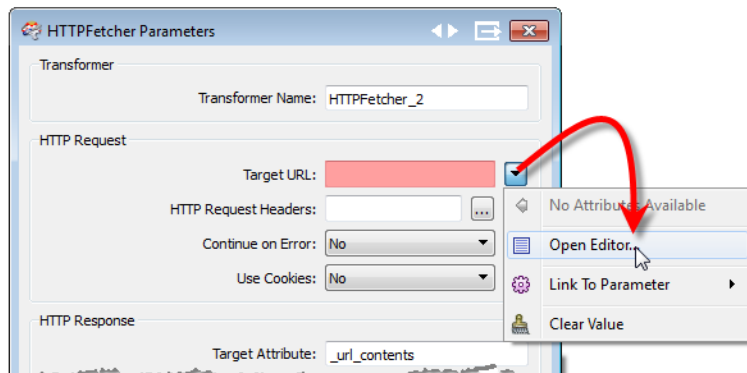 HTTPFetcher Parameters
Transformer
Transformer Name: HTTPFetcher_2
HTTP Request
Target URL:
HTTP Request Headers: ...
No Attributes Available
Continue on Error: No
Open Editor...
Use Cookies: No
Link To Parameter
HTTP Response
Clear Value
Target Attribute: _url_contents